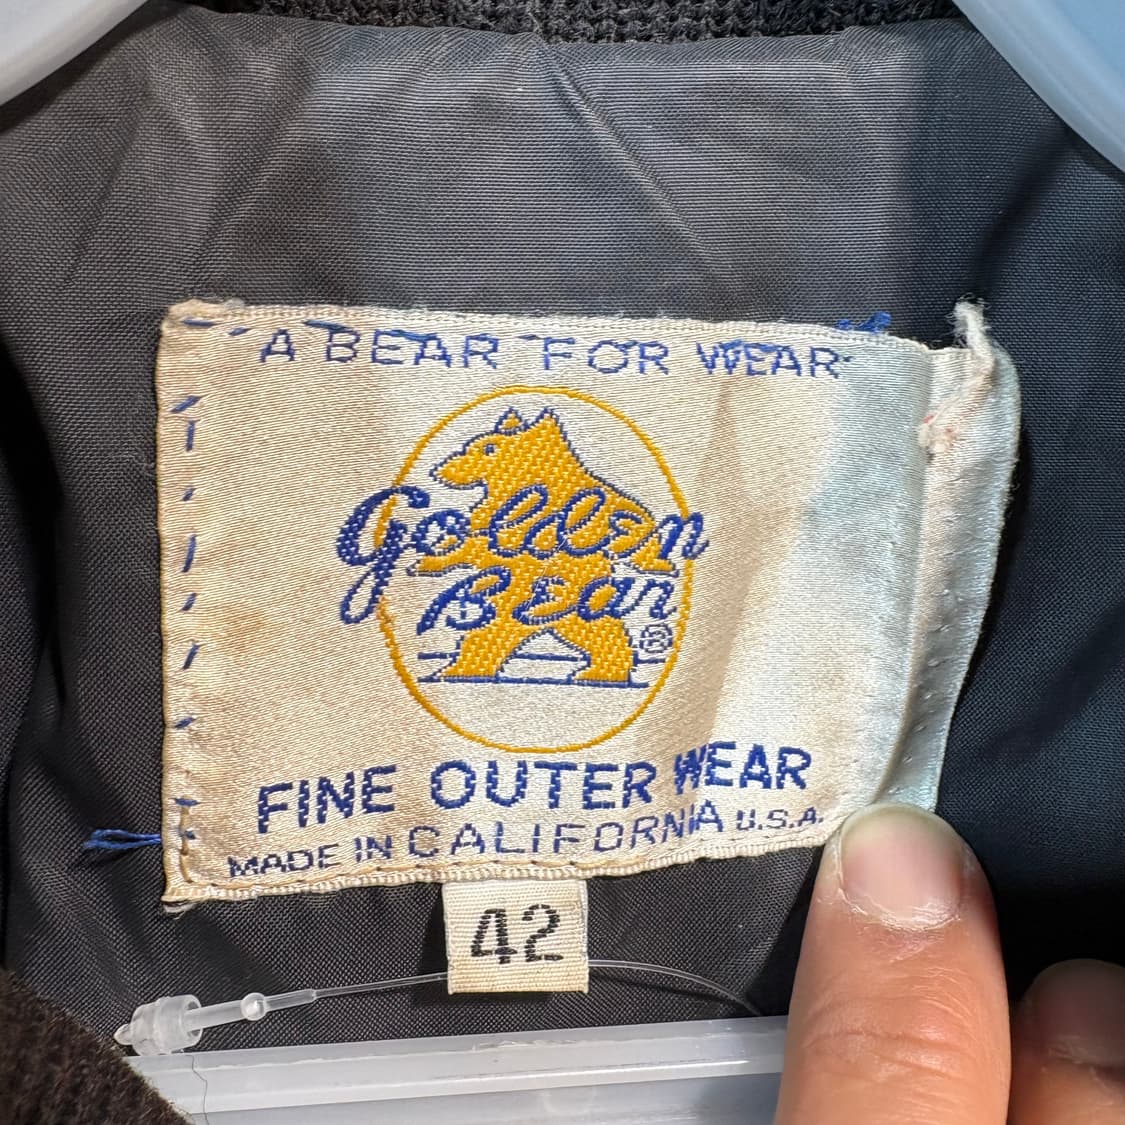 A BEAR FOR WEAR
Golden
Bear
®
FINE OUTER WEAR
MADE IN CALIFORNIA U.S.A.
42